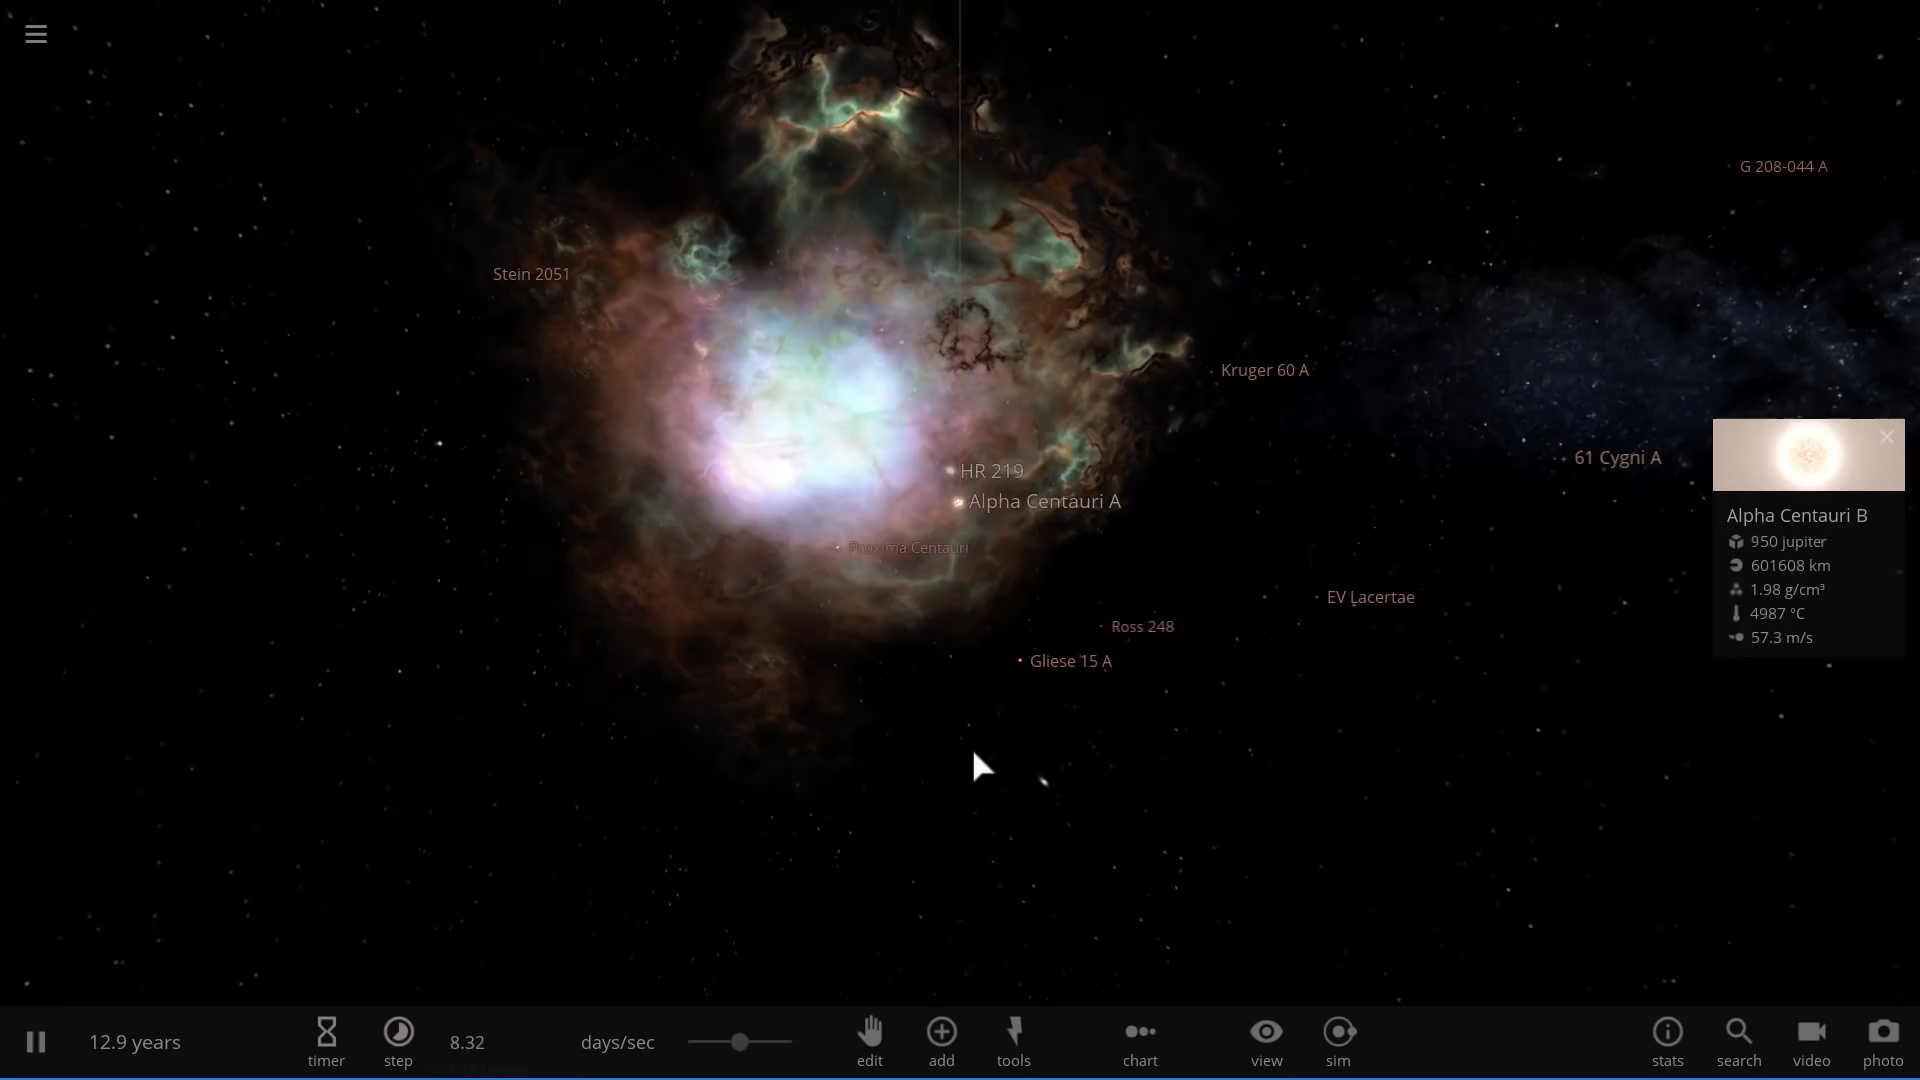 G 208-044 A
Stein 2051
Kruger 60 A
61 Cygni A
HR 219
Alpha Centauri A
Proxima Centauri
EV Lacertae
Ross 248
Gliese 15 A
Alpha Centauri B
950 jupiter
601608 km
1.98 g/cm³
4987 °C
57.3 m/s
12.9 years
timer
step
8.32
days/sec
edit
add
tools
chart
view
sim
stats
search
video
photo